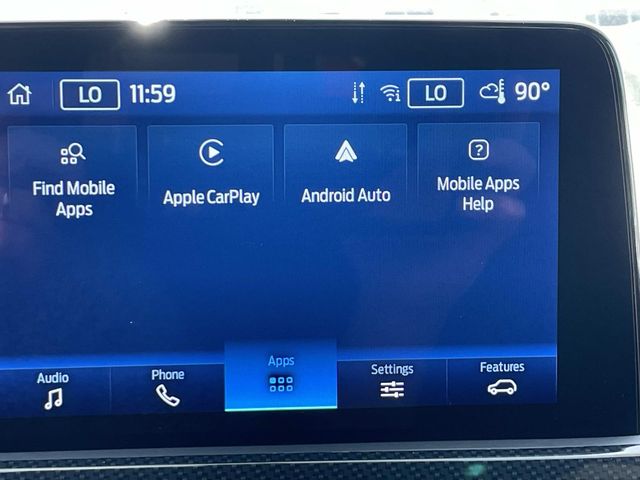 LO 11:59 LO 90°
Find Mobile
Apps
Apple CarPlay
Android Auto
Mobile Apps
Help
Audio
Phone
Apps
Settings
Features